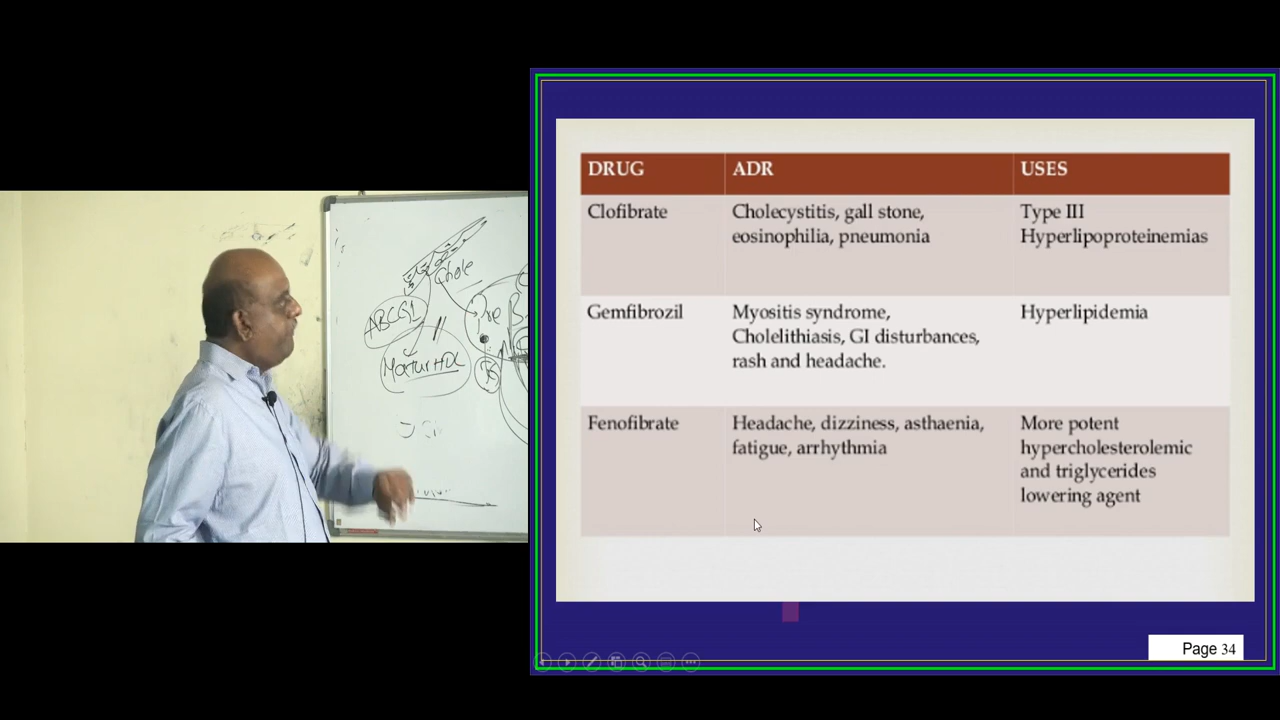 Chole
ABCG1
HDL
DRUG
ADR
USES
Clofibrate
Cholecystitis, gall stone,
eosinophilia, pneumonia
Type III
Hyperlipoproteinemias
Gemfibrozil
Myositis syndrome,
Cholelithiasis, GI disturbances,
rash and headache.
Hyperlipidemia
Fenofibrate
Headache, dizziness, asthaenia,
fatigue, arrhythmia
More potent
hypercholesterolemic
and triglycerides
lowering agent
Page 34